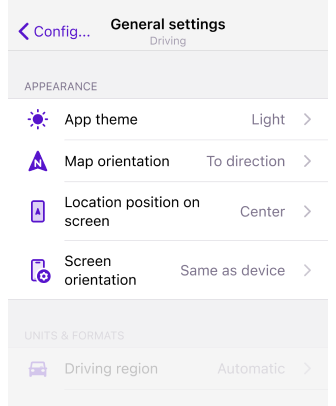 Config...
General settings
Driving
APPEARANCE
App theme
Light
Map orientation
To direction
Location position on
screen
Center
Screen
orientation
Same as device
UNITS & FORMATS
Driving region
Automatic